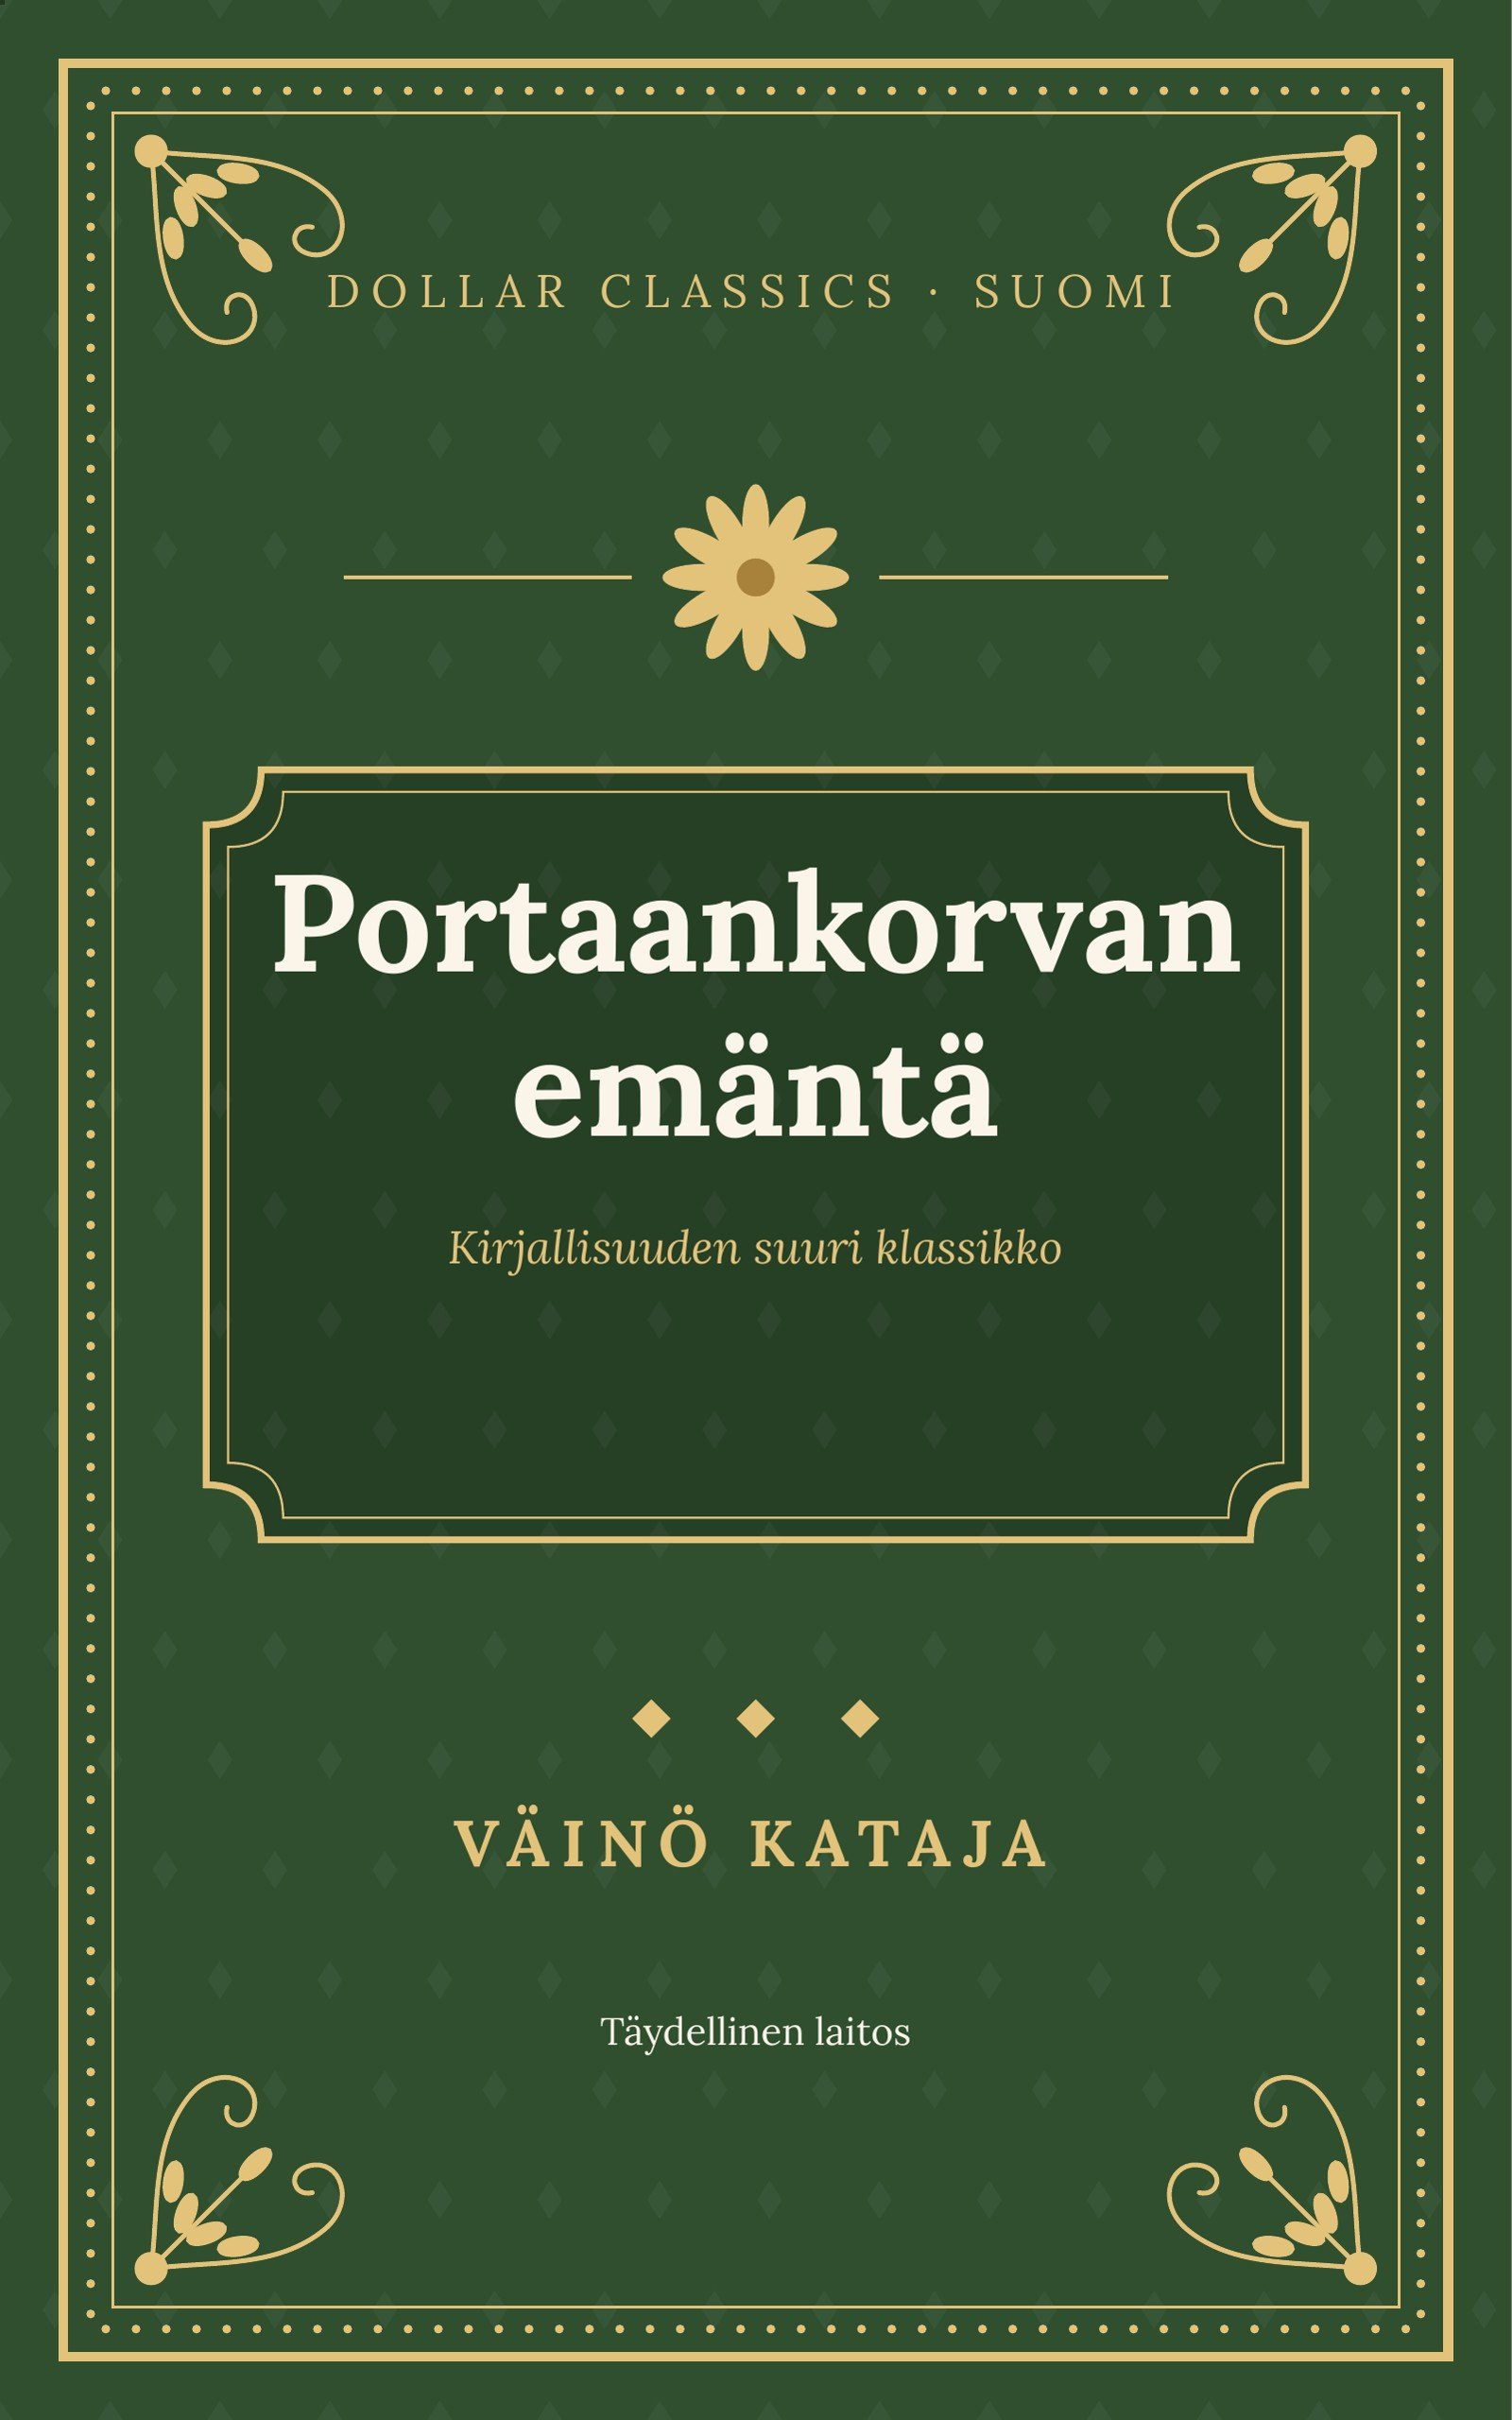 DOLLAR CLASSICS · SUOMI
Portaankorvan
emäntä
Kirjallisuuden suuri klassikko
VÄINÖ KATAJA
Täydellinen laitos